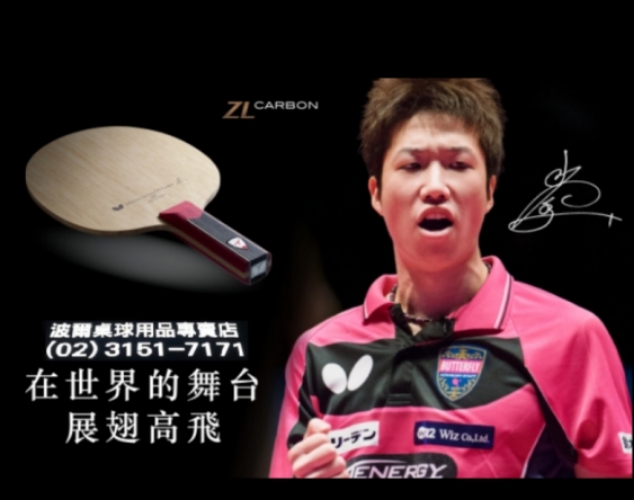 ZL CARBON
波爾桌球用品專賣店
(02) 3151-7171
在世界的舞台
展翅高飛
BUTTERFLY
リーデン
Wiz Co,Ltd.
ENERGY